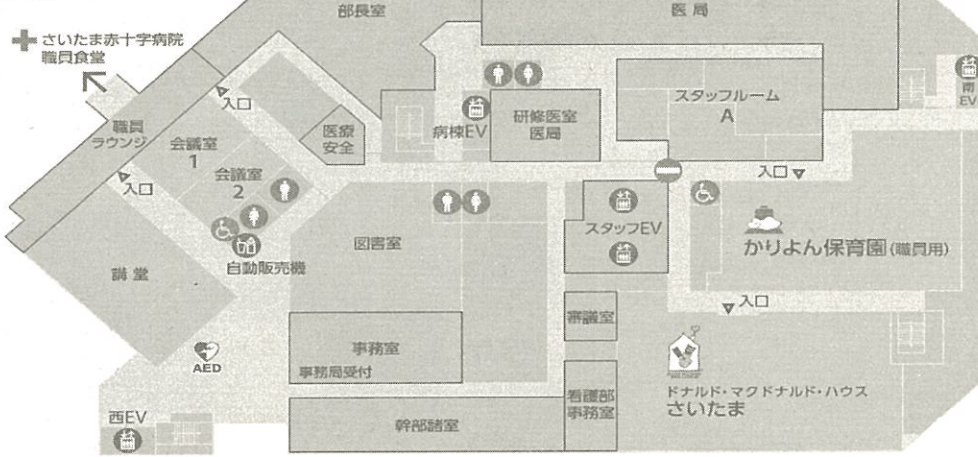 部長室
医局
さいたま赤十字病院
職員食堂
入口
南
EV
職員
ラウンジ
会議室
1
医療
安全
病棟EV
研修医室
医局
スタッフルーム
A
入口
会議室
2
入口
図書室
スタッフEV
かりよん保育園(職員用)
講堂
自動販売機
入口
審議室
事務室
事務局受付
AED
ドナルド・マクドナルド・ハウス
さいたま
看護部
事務室
西EV
幹部諸室